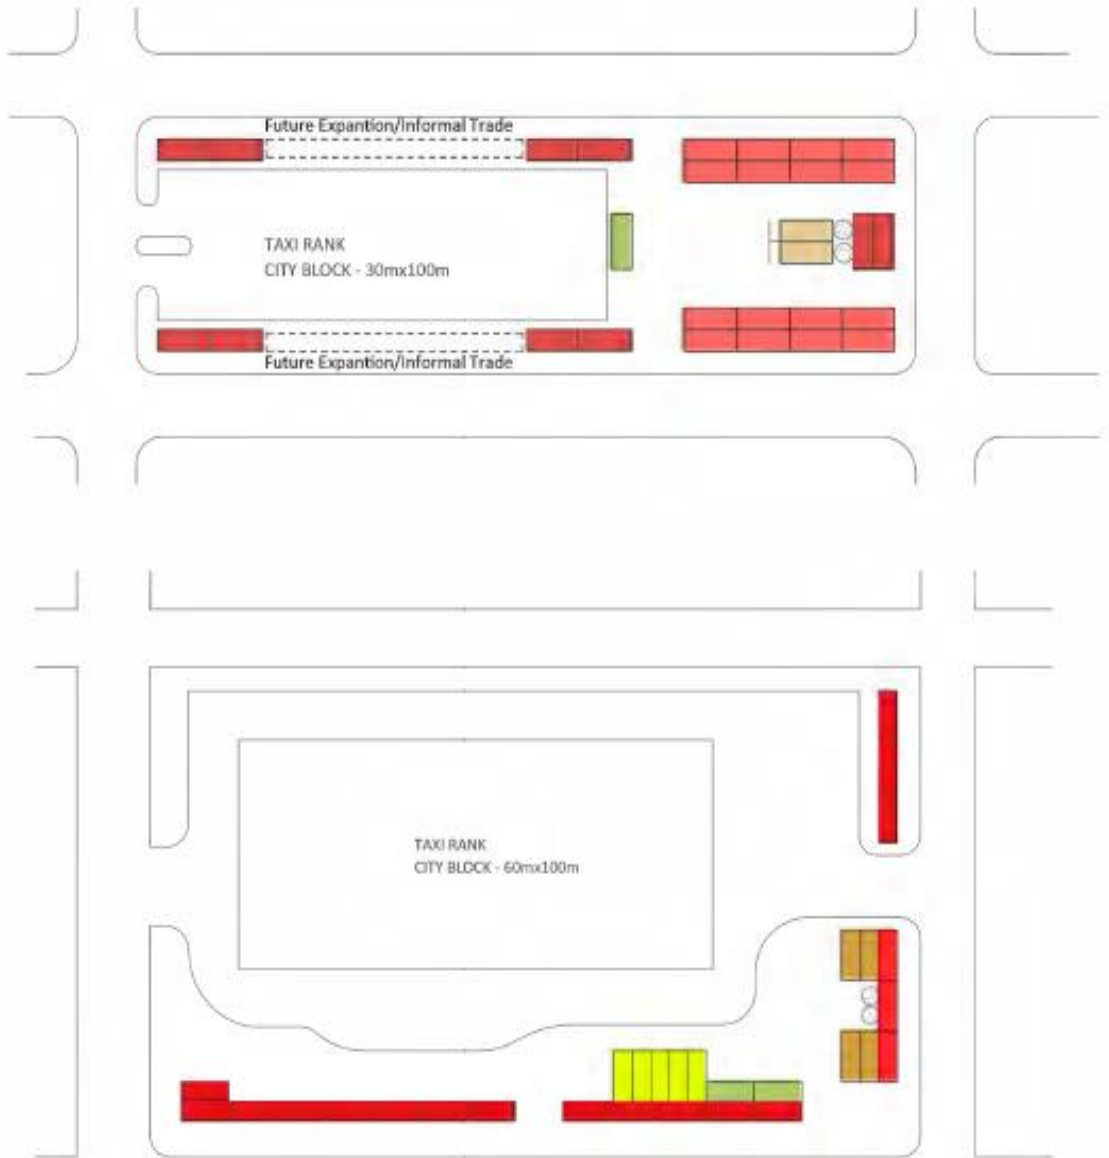 Future Expantion/Informal Trade
TAXI RANK
CITY BLOCK - 30mx100m
Future Expantion/Informal Trade
TAXI RANK
CITY BLOCK - 60mx100m